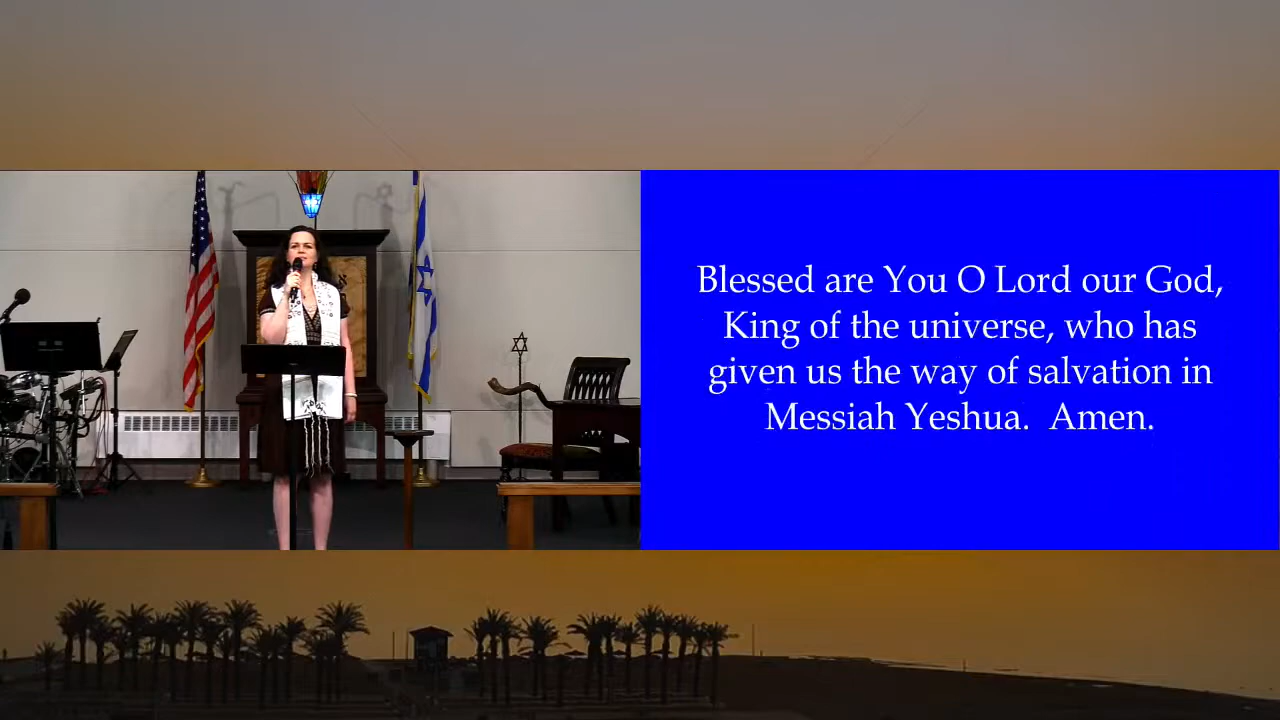 Blessed are You O Lord our God,
King of the universe, who has
given us the way of salvation in
Messiah Yeshua.  Amen.